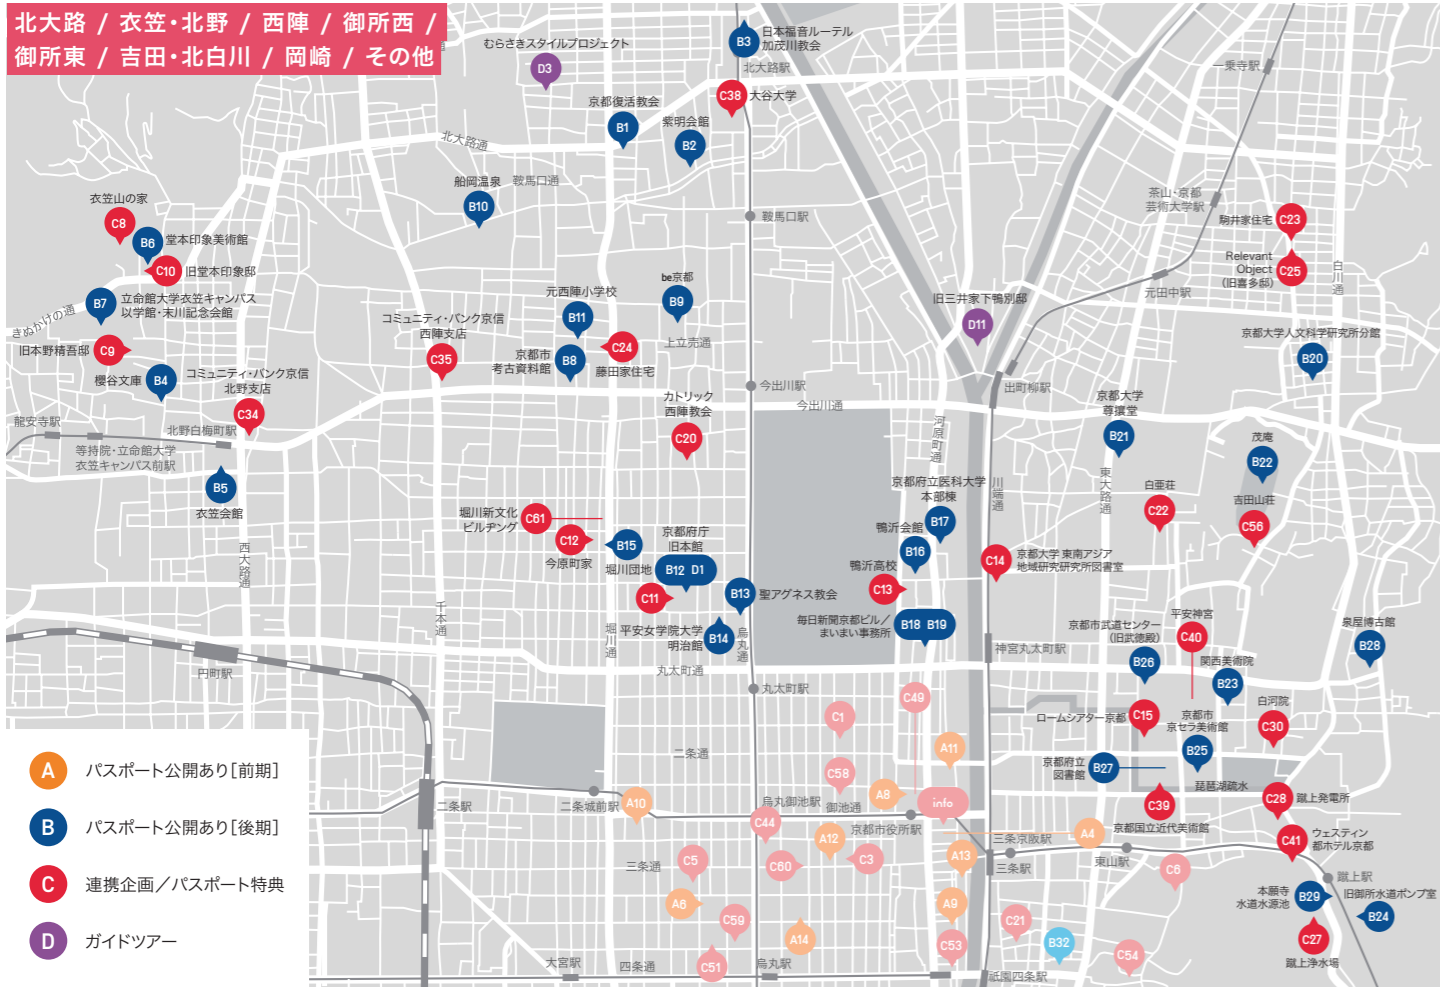 北大路 / 衣笠・北野 / 西陣 / 御所西 /
御所東 / 吉田・北白川 / 岡崎 / その他
むらさきスタイルプロジェクト
D3
B3
日本福音ルーテル
加茂川教会
北大路駅
一乗寺駅
C38
大谷大学
京都復活教会
B1
紫明会館
B2
北大路通
船岡温泉
鞍馬口通
B10
鞍馬口駅
茶山・京都
芸術大学駅
駒井家住宅
C23
Relevant
Object
(旧喜多邸)
C25
白川通
衣笠山の家
C8
B6
堂本印象美術館
C10
旧堂本印象邸
B7
立命館大学衣笠キャンパス
以学館・末川記念会館
きぬかけの道
旧本野精吾邸
C9
櫻谷文庫
B4
コミュニティ・バンク京信
北野支店
C34
コミュニティ・バンク京信
西陣支店
C35
元西陣小学校
B11
be京都
B9
京都市
考古資料館
B8
C24
藤田家住宅
上立売通
旧三井家下鴨別邸
D11
元田中駅
京都大学人文科学研究所分館
B20
出町柳駅
今出川駅
今出川通
カトリック
西陣教会
C20
龍安寺駅
等持院・立命館大学
衣笠キャンパス前駅
北野白梅町駅
B5
衣笠会館
西大路通
河原町通
川端通
京都大学
尊攘堂
B21
東大路通
茂庵
B22
白亜荘
C22
吉田山荘
C56
堀川新文化
ビルヂング
C61
C12
今原町家
B15
堀川団地
京都府庁
旧本館
B12 D1
C11
B13
聖アグネス教会
平安女学院大学
明治館
B14
烏丸通
堀川通
千本通
丸太町通
京都府立医科大学
本部棟
B17
鴨沂会館
B16
鴨沂高校
C13
C14
京都大学 東南アジア
地域研究研究所図書室
毎日新聞京都ビル/
まいまい事務所
B18 B19
神宮丸太町駅
京都市武道センター
(旧武徳殿)
B26
平安神宮
C40
関西美術院
B23
泉屋博古館
B28
円町駅
丸太町駅
C49
C1
二条通
C58
A11
ロームシアター京都
C15
京都市
京セラ美術館
B25
白河院
C30
京都府立
図書館
B27
琵琶湖疏水
C39
京都国立近代美術館
C28
蹴上発電所
C41
ウェスティン
都ホテル京都
二条駅
二条城前駅
A10
烏丸御池駅
御池通
A8
info
京都市役所駅
C44
A12
C3
C60
三条通
C5
A6
C59
C51
A14
A13
A9
C53
三条駅
三条京阪駅
A4
東山駅
C6
C21
B32
C54
蹴上駅
本願寺
水道水源池
B29
旧御所水道ポンプ室
B24
C27
蹴上浄水場
大宮駅
四条通
烏丸駅
祇園四条駅
A パスポート公開あり[前期]
B パスポート公開あり[後期]
C 連携企画/パスポート特典
D ガイドツアー